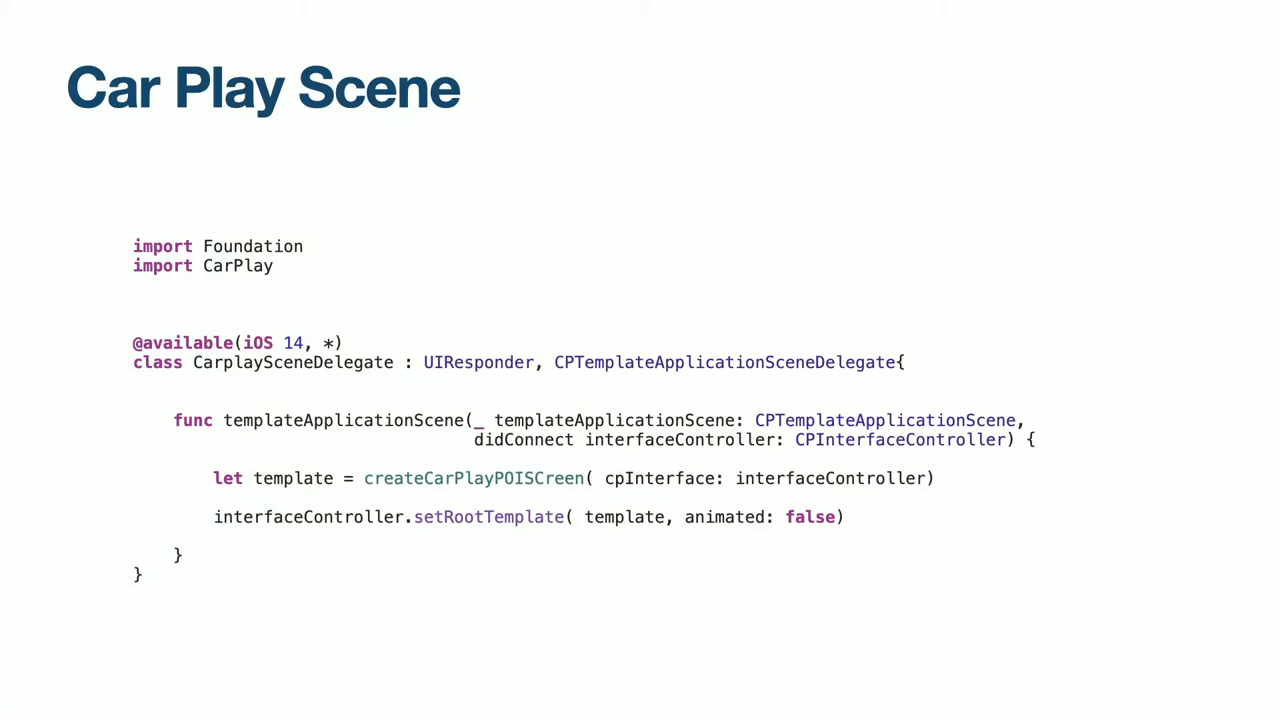 Car Play Scene
import Foundation
import CarPlay
@available(iOS 14, *)
class CarplaySceneDelegate : UIResponder, CPTemplateApplicationSceneDelegate{
func templateApplicationScene(_ templateApplicationScene: CPTemplateApplicationScene,
didConnect interfaceController: CPInterfaceController) {
let template = createCarPlayPOISCreen( cpInterface: interfaceController)
interfaceController.setRootTemplate( template, animated: false)
}
}